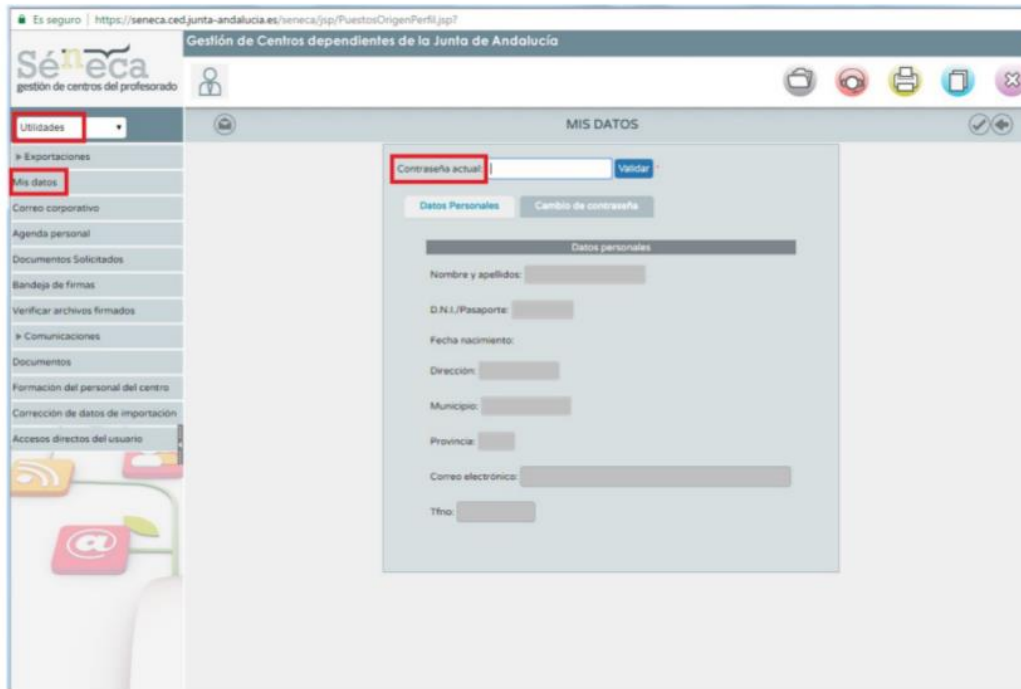 Es seguro | https://seneca.ced.junta-andalucia.es/seneca/jsp/PuestosOrigenPerfil.jsp?
Gestión de Centros dependientes de la Junta de Andalucía
Séneca
gestión de centros del profesorado
Utilidades
MIS DATOS
Exportaciones
Mis datos
Correo corporativo
Agenda personal
Documentos Solicitados
Bandeja de firmas
Verificar archivos firmados
Comunicaciones
Documentos
Formación del personal del centro
Corrección de datos de importación
Accesos directos del usuario
@
Contraseña actual: Validar *
Datos Personales Cambio de contraseña
Datos personales
Nombre y apellidos:
D.N.I./Pasaporte:
Fecha nacimiento:
Dirección:
Municipio:
Provincia:
Correo electrónico:
Tfno: